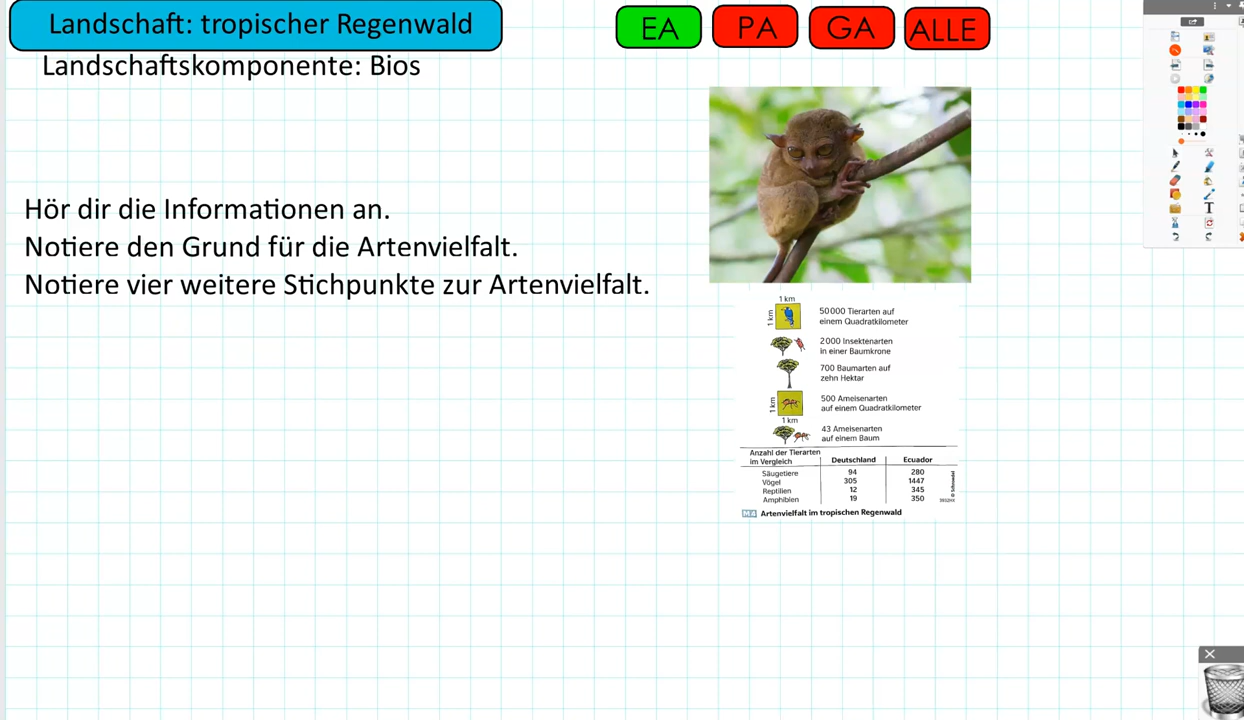 Landschaft: tropischer Regenwald
EA PA GA ALLE
Landschaftskomponente: Bios
Hör dir die Informationen an.
Notiere den Grund für die Artenvielfalt.
Notiere vier weitere Stichpunkte zur Artenvielfalt.
1 km
1 km
50 000 Tierarten auf
einem Quadratkilometer
2 000 Insektenarten
in einer Baumkrone
700 Baumarten auf
zehn Hektar
1 km
500 Ameisenarten
auf einem Quadratkilometer
1 km
43 Ameisenarten
auf einem Baum
Anzahl der Tierarten
im Vergleich Deutschland Ecuador
Säugetiere 94 280
Vögel 305 1447
Reptilien 12 345
Amphibien 19 350
M4 Artenvielfalt im tropischen Regenwald
T